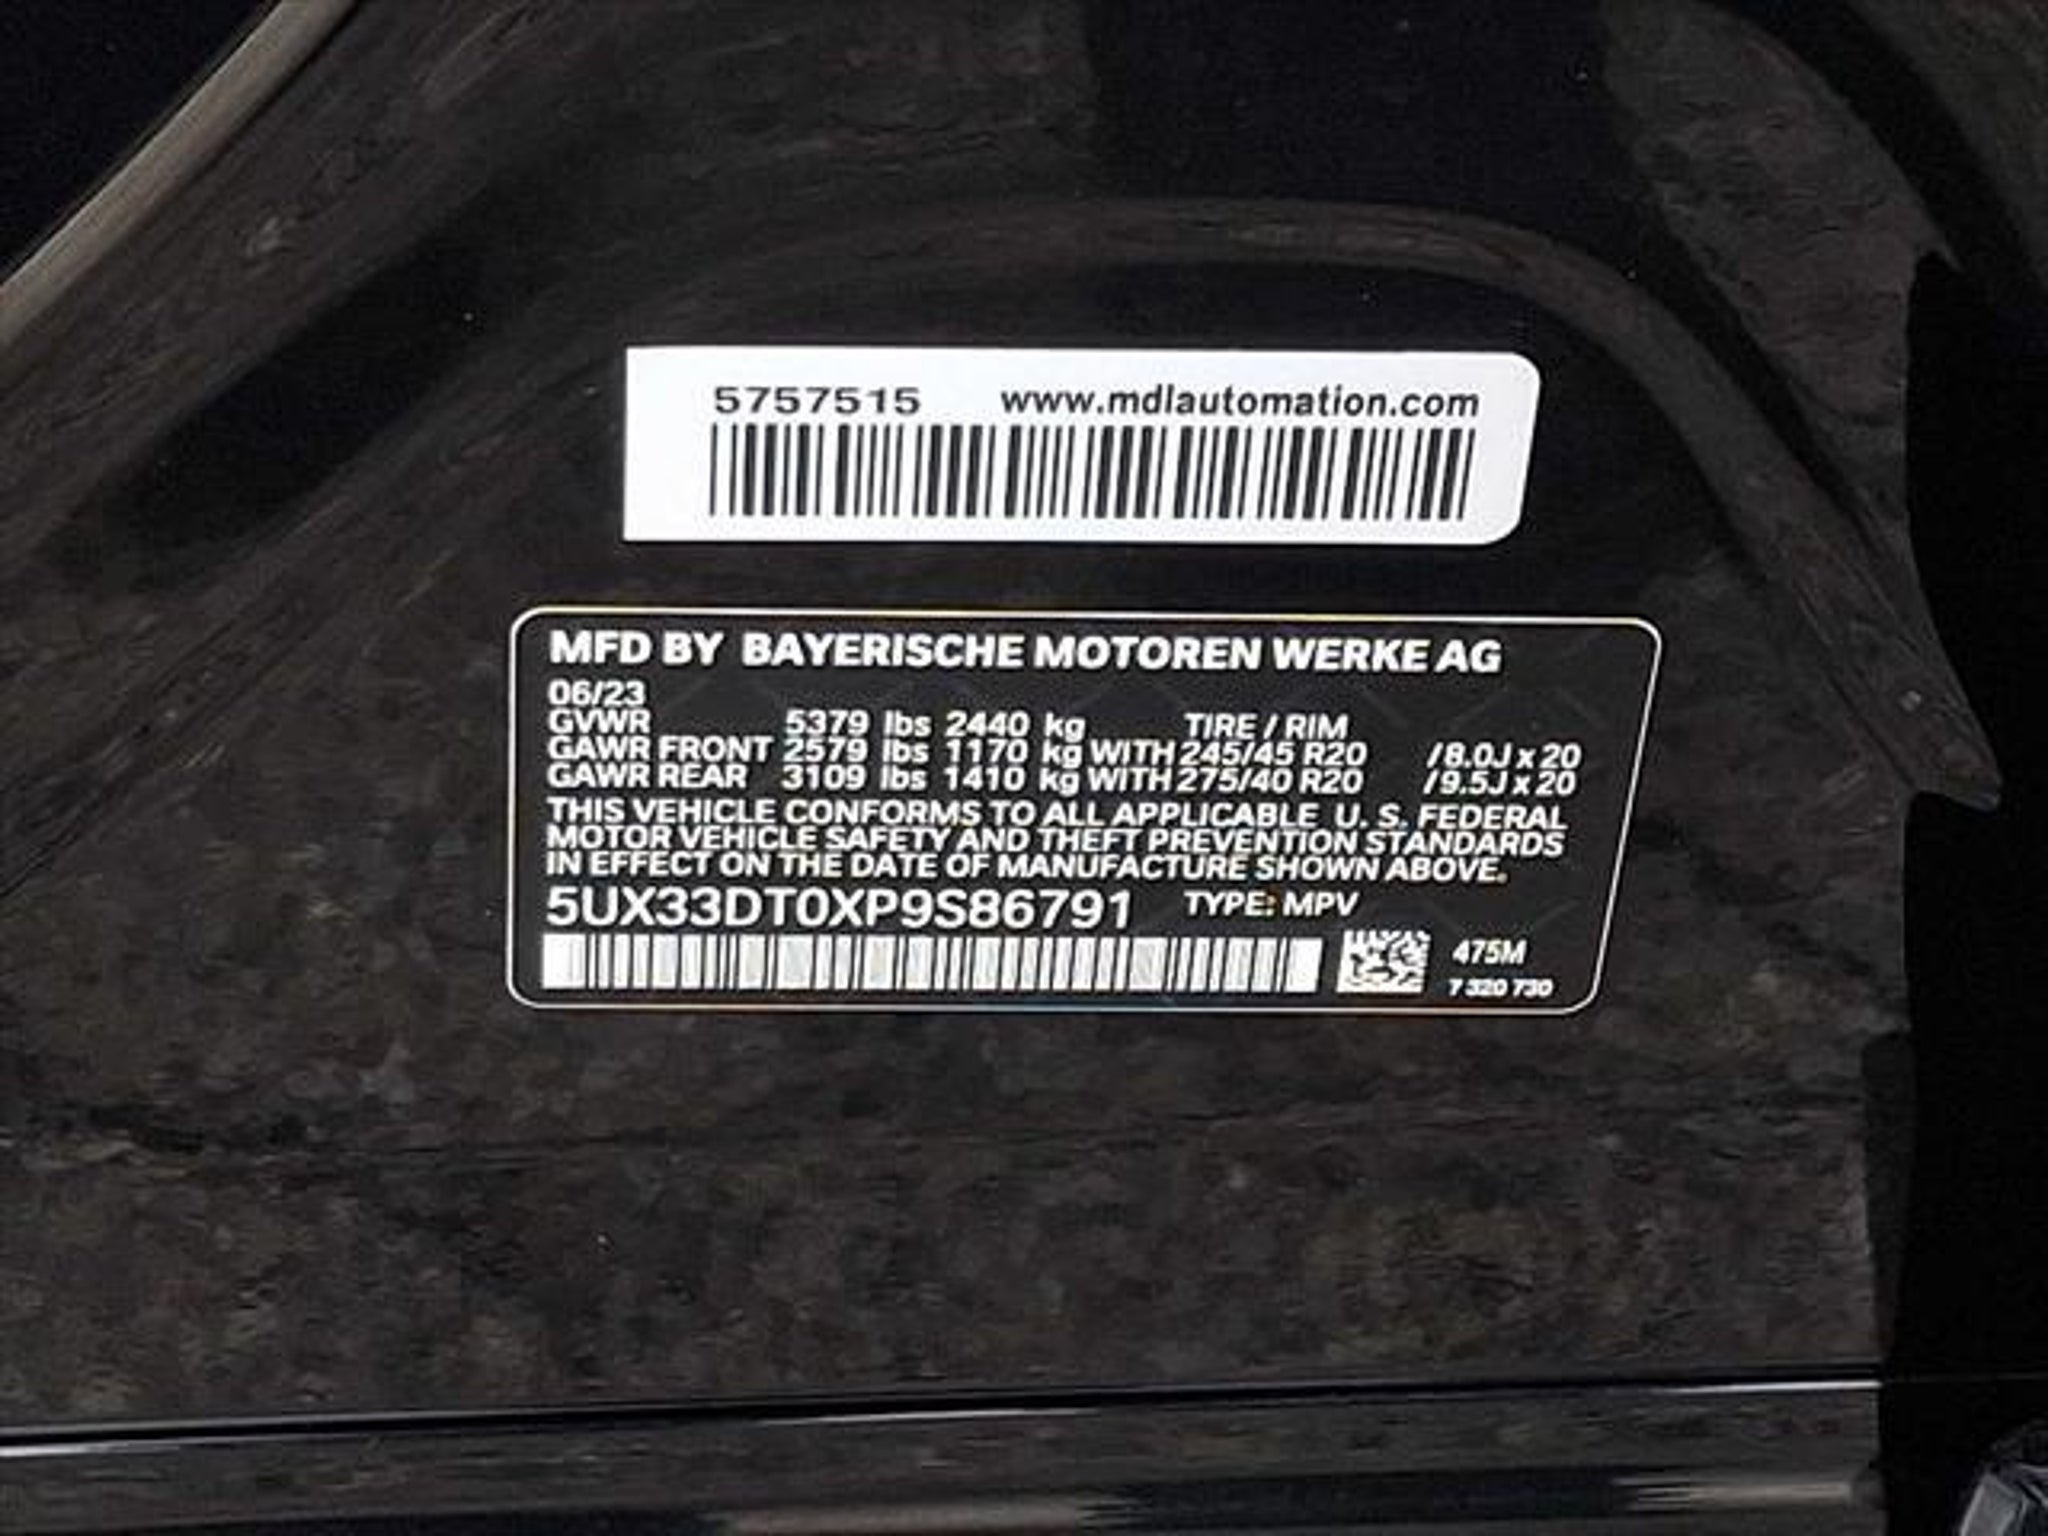 5757515 www.mdlautomation.com
MFD BY BAYERISCHE MOTOREN WERKE AG
06/23
GVWR 5379 lbs 2440 kg TIRE / RIM
GAWR FRONT 2579 lbs 1170 kg WITH 245/45 R20 /8.0J x 20
GAWR REAR 3109 lbs 1410 kg WITH 275/40 R20 /9.5J x 20
THIS VEHICLE CONFORMS TO ALL APPLICABLE U. S. FEDERAL
MOTOR VEHICLE SAFETY AND THEFT PREVENTION STANDARDS
IN EFFECT ON THE DATE OF MANUFACTURE SHOWN ABOVE.
5UX33DT0XP9S86791 TYPE: MPV
475M
7 320 730